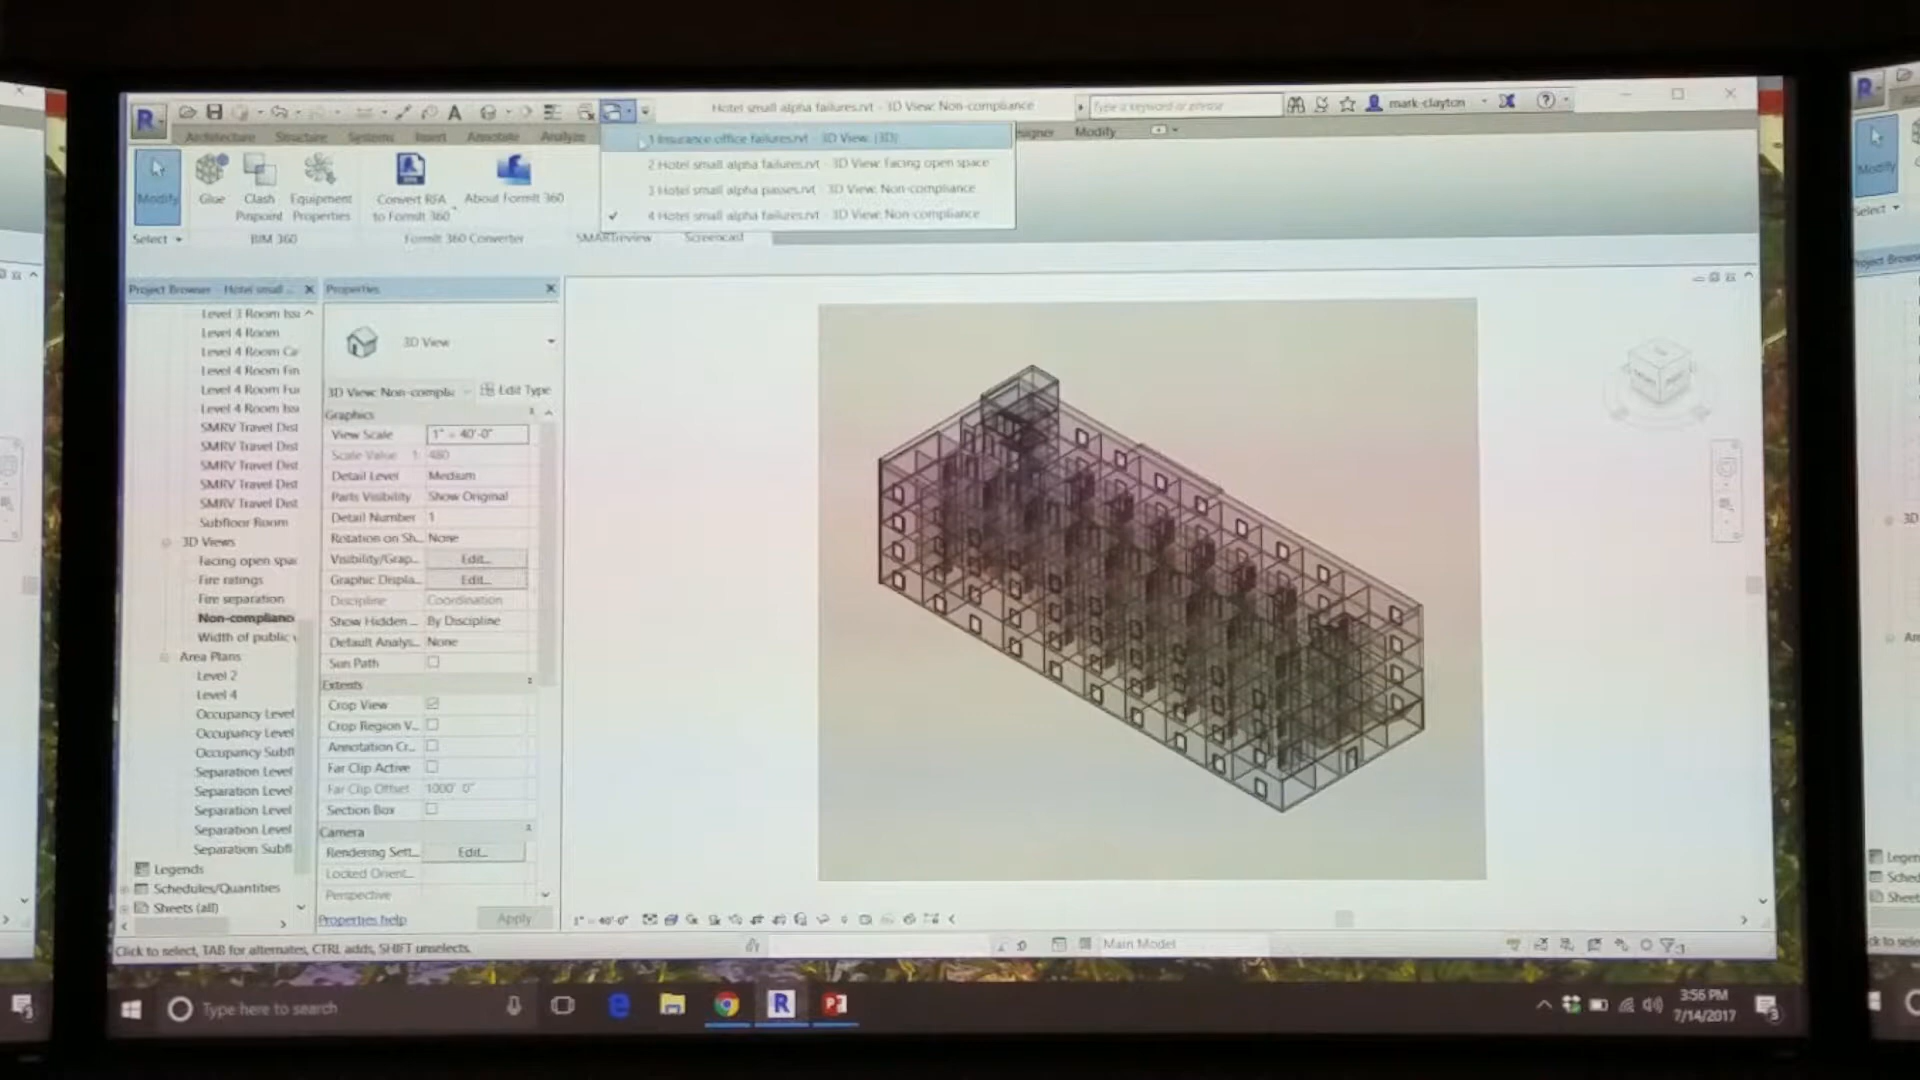 Hotel small alpha failures.rvt - 3D View: Non-compliance
Type a keyword or phrase
mark-clayton
Architecture Structure Systems Insert Annotate Analyze
Modify
1 Insurance office failures.rvt - 3D View: {3D}
2 Hotel small alpha failures.rvt - 3D View: Facing open space
3 Hotel small alpha passes.rvt - 3D View: Non-compliance
4 Hotel small alpha failures.rvt - 3D View: Non-compliance
Modify
Glue
Clash Pinpoint
Equipment Properties
Convert RFA to FormIt 360
About FormIt 360
Select
BIM 360
FormIt 360 Converter
SMARTreview
Screencast
Project Browser - Hotel small ...
Level 3 Room Issu
Level 4 Room
Level 4 Room Ca
Level 4 Room Fin
Level 4 Room Fur
Level 4 Room Issu
SMRV Travel Dist
SMRV Travel Dist
SMRV Travel Dist
SMRV Travel Dist
SMRV Travel Dist
Subfloor Room
3D Views
Facing open spac
Fire ratings
Fire separation
Non-compliance
Width of public
Area Plans
Level 2
Level 4
Occupancy Level
Occupancy Level
Occupancy Subfl
Separation Level
Separation Level
Separation Level
Separation Level
Separation Subfl
Legends
Schedules/Quantities
Sheets (all)
Properties
3D View
3D View: Non-complia
Edit Type
Graphics
View Scale 1" = 40'-0"
Scale Value 1: 480
Detail Level Medium
Parts Visibility Show Original
Detail Number 1
Rotation on Sh... None
Visibility/Grap... Edit...
Graphic Displa... Edit...
Discipline Coordination
Show Hidden ... By Discipline
Default Analys... None
Sun Path
Extents
Crop View
Crop Region V...
Annotation Cr...
Far Clip Active
Far Clip Offset 1000' 0"
Section Box
Camera
Rendering Sett... Edit...
Locked Orient...
Perspective
Properties help
Apply
1" = 40'-0"
Click to select, TAB for alternates, CTRL adds, SHIFT unselects.
:0
Main Model
Type here to search
3:56 PM
7/14/2017